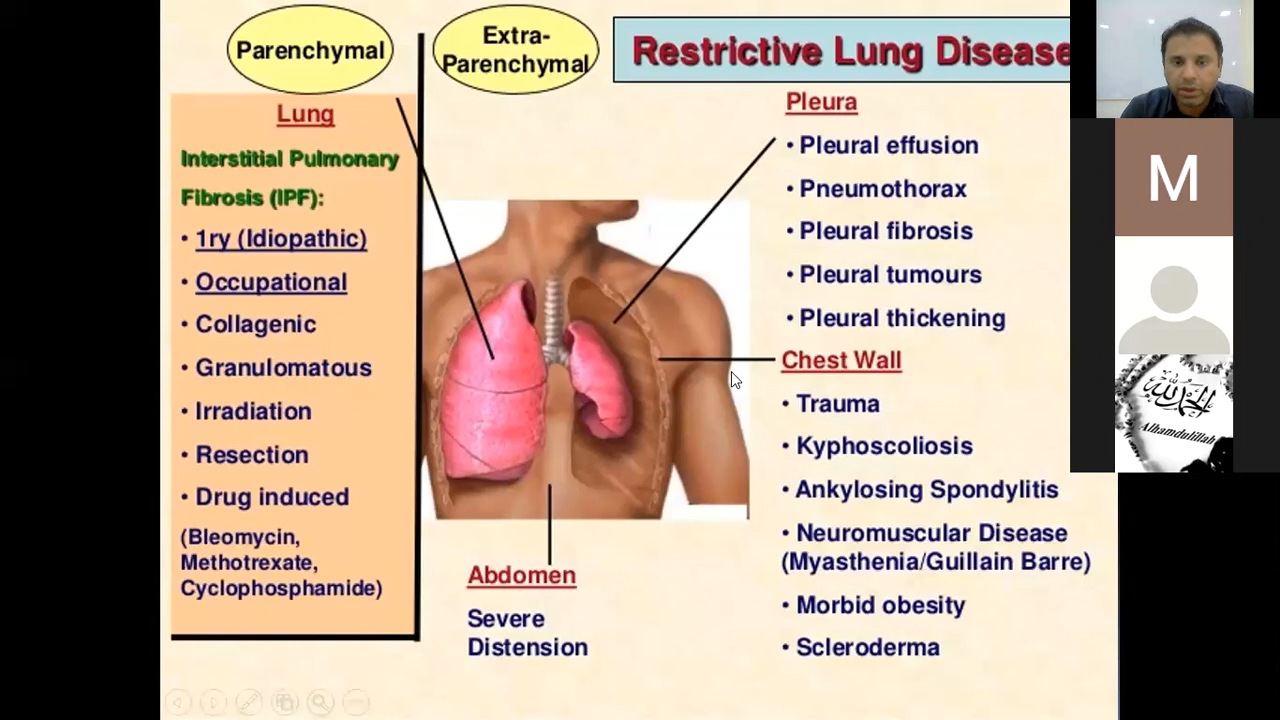 Parenchymal
Extra-
Parenchymal
Restrictive Lung Disease
Lung
Interstitial Pulmonary
Fibrosis (IPF):
• 1ry (Idiopathic)
• Occupational
• Collagenic
• Granulomatous
• Irradiation
• Resection
• Drug induced
(Bleomycin,
Methotrexate,
Cyclophosphamide)
Abdomen
Severe
Distension
Pleura
• Pleural effusion
• Pneumothorax
• Pleural fibrosis
• Pleural tumours
• Pleural thickening
Chest Wall
• Trauma
• Kyphoscoliosis
• Ankylosing Spondylitis
• Neuromuscular Disease
(Myasthenia/Guillain Barre)
• Morbid obesity
• Scleroderma
M
الحمد لله
Alhamdulillah